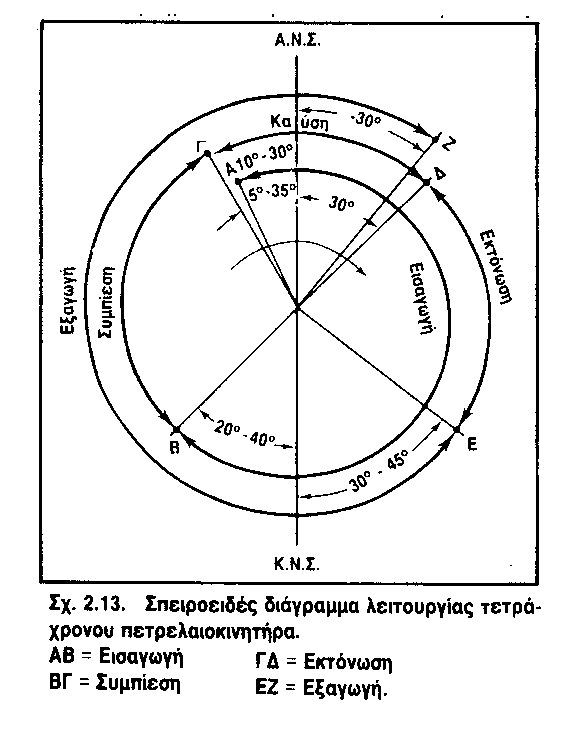 Α.Ν.Σ.
-30°
Καύση
Ζ
Γ
Α 10°-30°
Δ
5°-35°
30°
Εκτόνωση
Εισαγωγή
Συμπίεση
Εξαγωγή
20°-40°
Β
Ε
30° - 45°
Κ.Ν.Σ.
Σχ. 2.13. Σπειροειδές διάγραμμα λειτουργίας τετρά-
χρονου πετρελαιοκινητήρα.
ΑΒ = Εισαγωγή ΓΔ = Εκτόνωση
ΒΓ = Συμπίεση ΕΖ = Εξαγωγή.